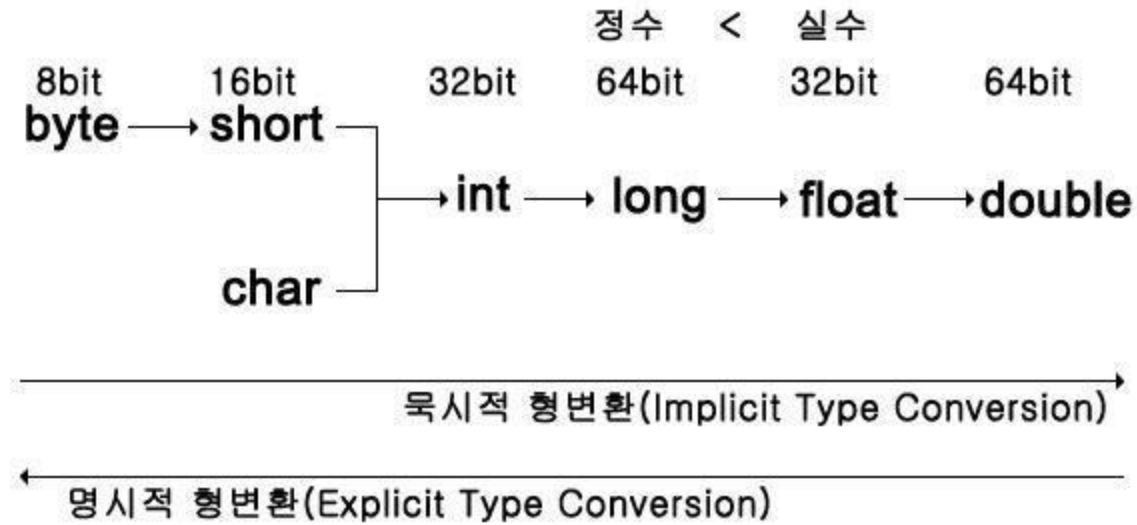 정수 < 실수
8bit 16bit 32bit 64bit 32bit 64bit
byte short
int long float double
char
묵시적 형변환(Implicit Type Conversion)
명시적 형변환(Explicit Type Conversion)